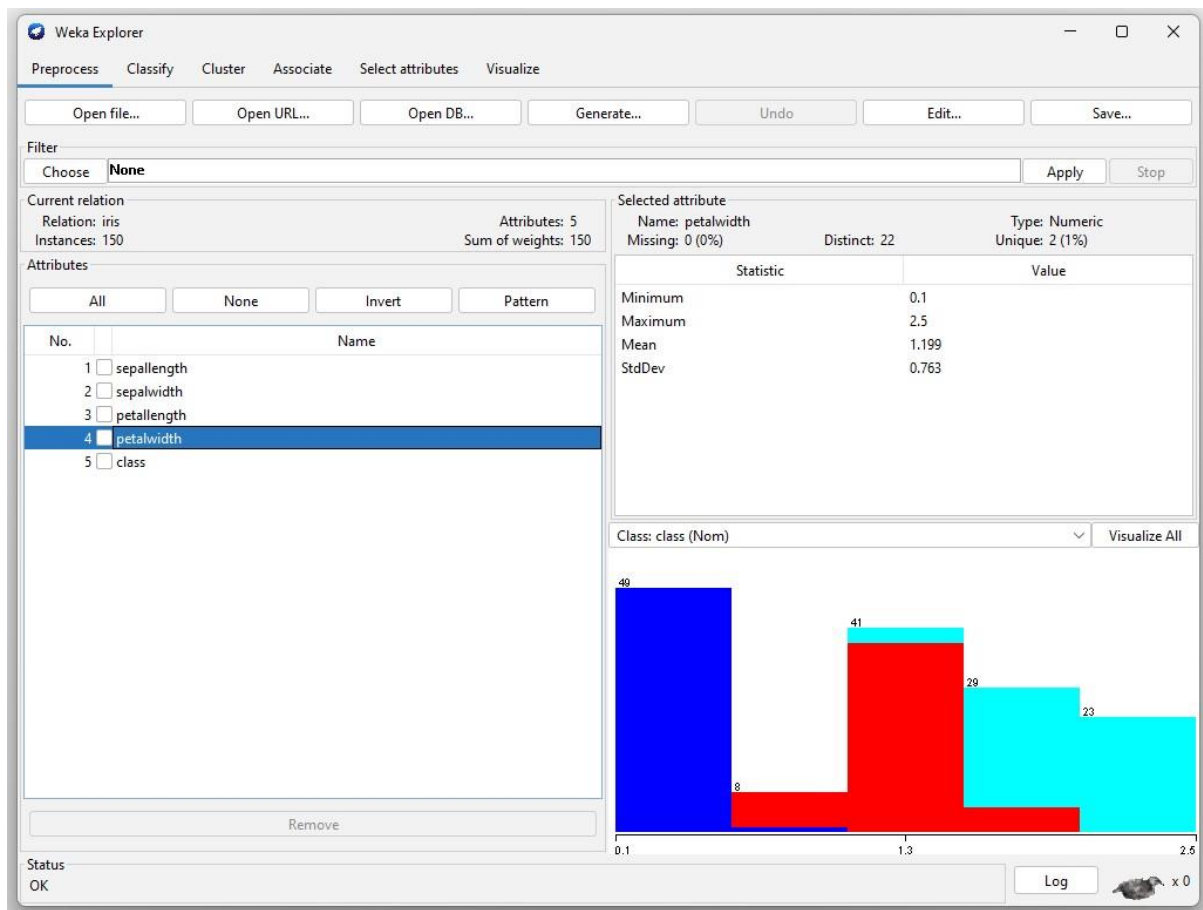 Weka Explorer
Preprocess Classify Cluster Associate Select attributes Visualize
Open file... Open URL... Open DB... Generate... Undo Edit... Save...
Filter
Choose None Apply Stop
Current relation
Relation: iris Attributes: 5
Instances: 150 Sum of weights: 150
Attributes
All None Invert Pattern
No. Name
1 sepallength
2 sepalwidth
3 petallength
4 petalwidth
5 class
Remove
Selected attribute
Name: petalwidth Type: Numeric
Missing: 0 (0%) Distinct: 22 Unique: 2 (1%)
Statistic Value
Minimum 0.1
Maximum 2.5
Mean 1.199
StdDev 0.763
Class: class (Nom) Visualize All
49
41
29
23
8
0.1 1.3 2.5
Status
OK
Log x 0